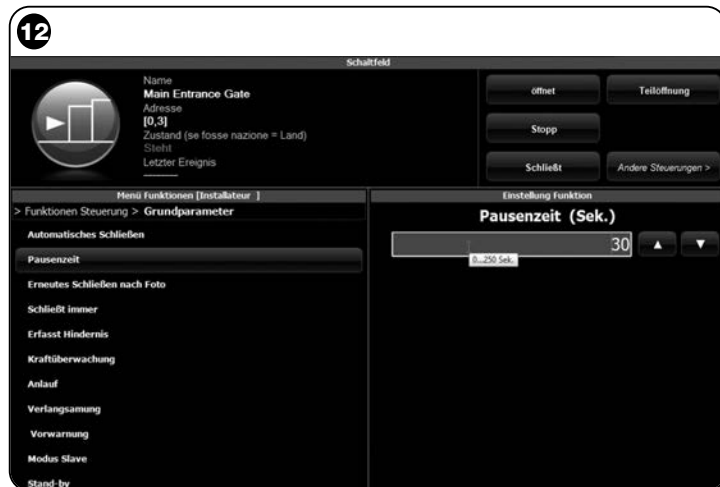 12
Schaltfeld
Name
Main Entrance Gate
Adresse
[0,3]
Zustand (se fosse nazione = Land)
Steht
Letzter Ereignis
öffnet
Teilöffnung
Stopp
Schließt
Andere Steuerungen >
Menü Funktionen [Installateur ]
> Funktionen Steuerung > Grundparameter
Automatisches Schließen
Pausenzeit
Erneutes Schließen nach Foto
Schließt immer
Erfasst Hindernis
Kraftüberwachung
Anlauf
Verlangsamung
Vorwarnung
Modus Slave
Stand-by
Einstellung Funktion
Pausenzeit (Sek.)
30
0...250 Sek.